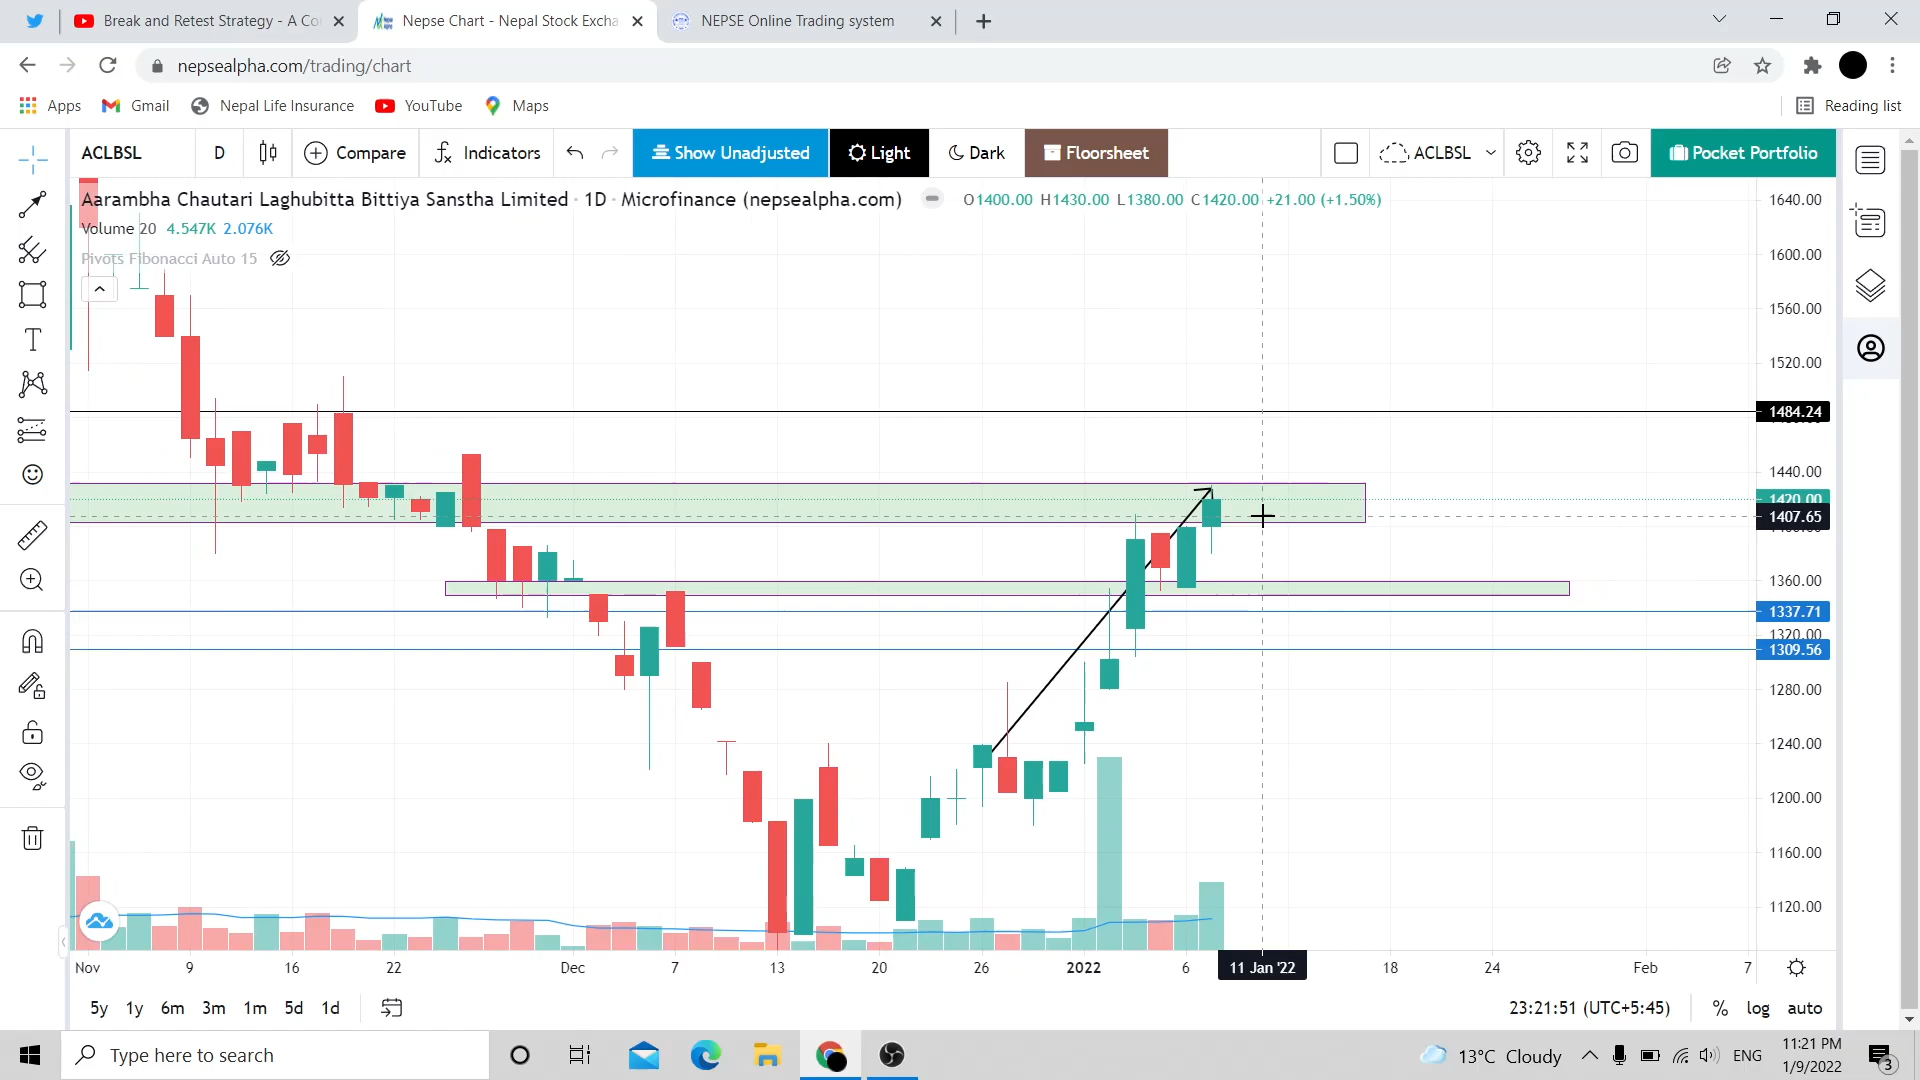 Break and Retest Strategy - A Co
Nepse Chart - Nepal Stock Excha
NEPSE Online Trading system
nepsealpha.com/trading/chart
Apps Gmail Nepal Life Insurance YouTube Maps Reading list
ACLBSL D Compare Indicators Show Unadjusted Light Dark Floorsheet ACLBSL Pocket Portfolio
Aarambha Chautari Laghubitta Bittiya Sanstha Limited · 1D · Microfinance (nepsealpha.com) O1400.00 H1430.00 L1380.00 C1420.00 +21.00 (+1.50%)
Volume 20 4.547K 2.076K
Pivots Fibonacci Auto 15
1640.00
1600.00
1560.00
1520.00
1484.24
1440.00
1420.00
1407.65
1360.00
1337.71
1320.00
1309.56
1280.00
1240.00
1200.00
1160.00
1120.00
Nov 9 16 22 Dec 7 13 20 26 2022 6 11 Jan '22 18 24 Feb 7
5y 1y 6m 3m 1m 5d 1d 23:21:51 (UTC+5:45) % log auto
Type here to search 13°C Cloudy ENG 11:21 PM
1/9/2022 3